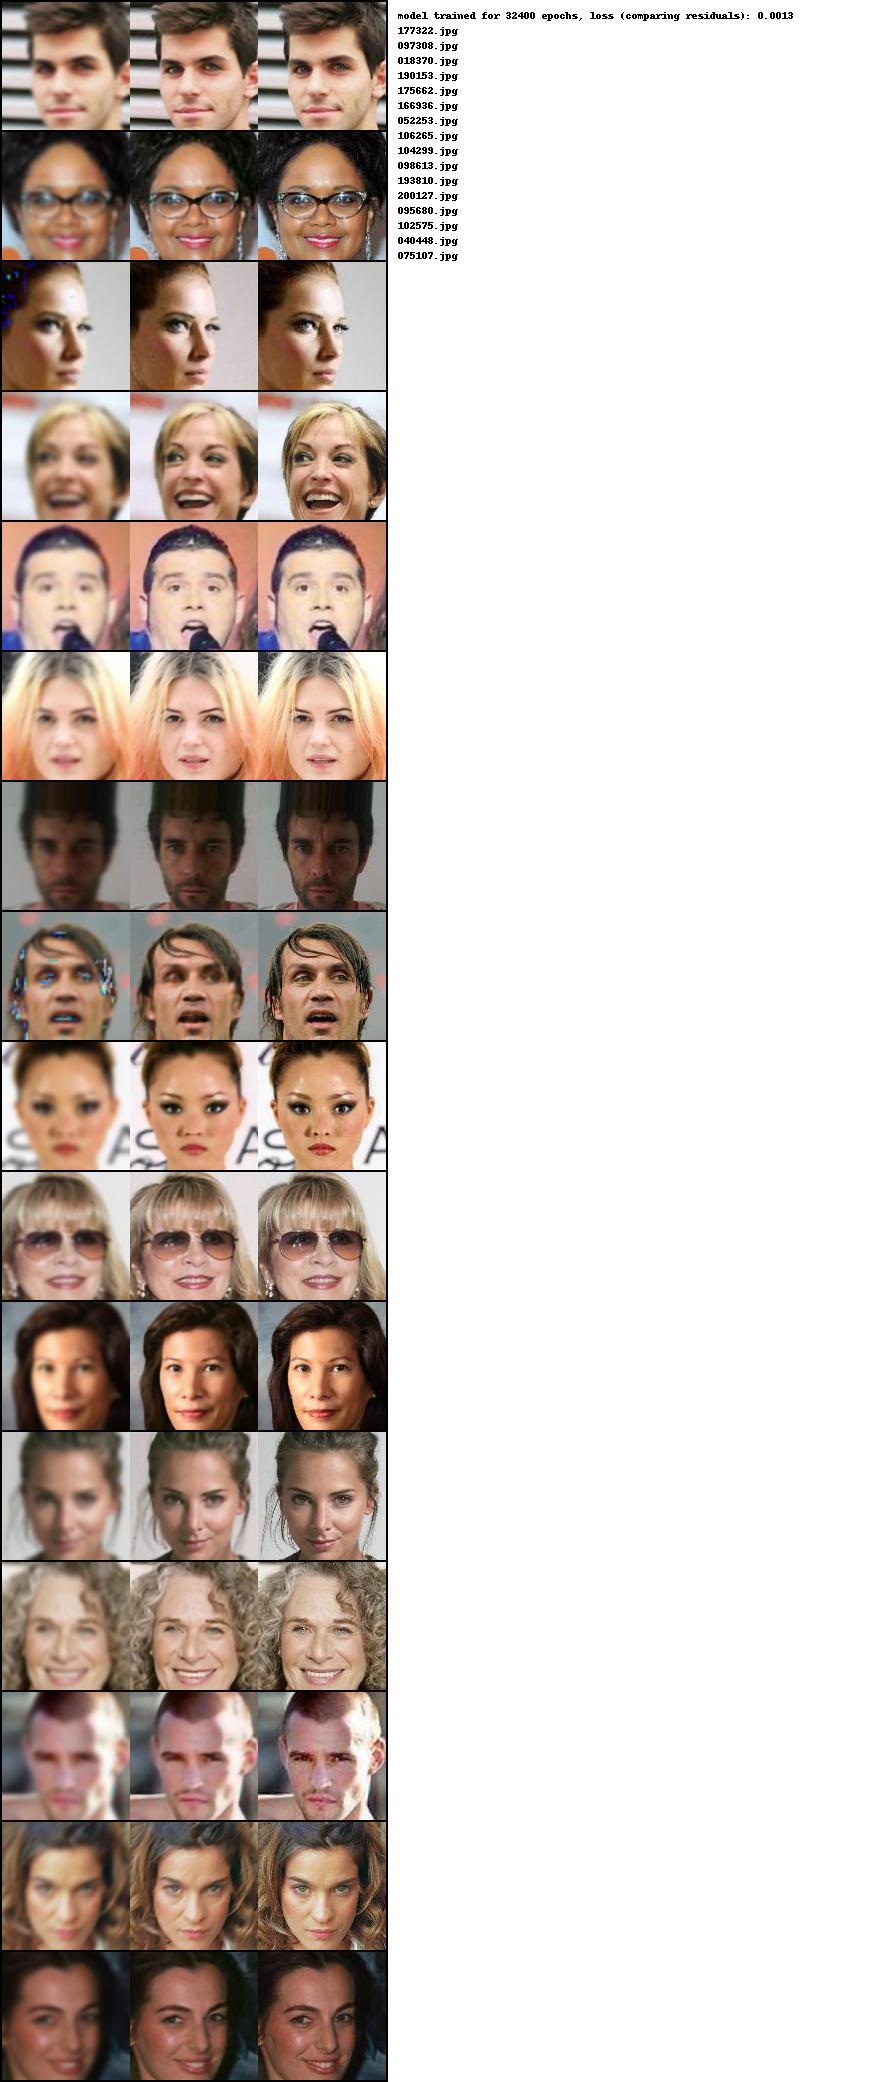 model trained for 32400 epochs, loss (comparing residuals): 0.0013
177322.jpg
097308.jpg
018370.jpg
190153.jpg
175662.jpg
166936.jpg
052253.jpg
106265.jpg
104299.jpg
098613.jpg
193810.jpg
200127.jpg
095680.jpg
102575.jpg
040448.jpg
075107.jpg